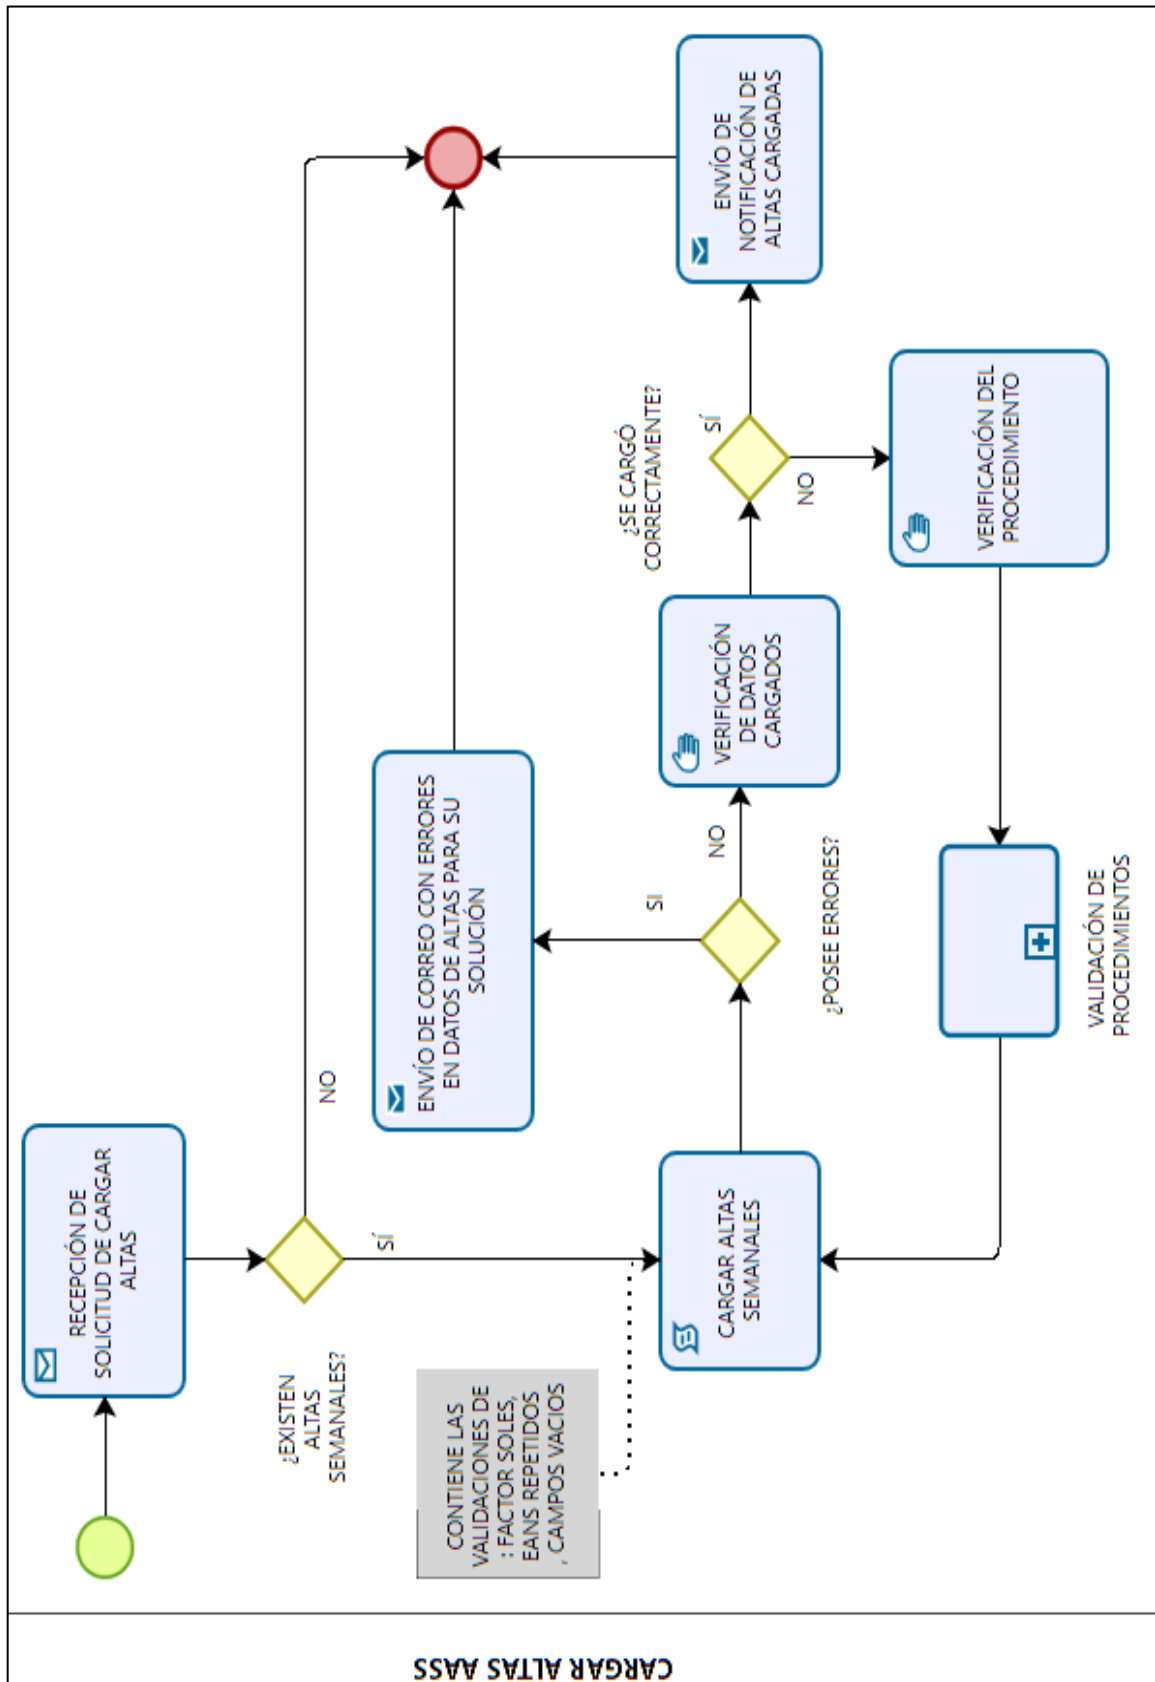 CARGAR ALTAS AASS
RECEPCIÓN DE
SOLICITUD DE CARGAR
ALTAS
¿EXISTEN
ALTAS
SEMANALES?
NO
SÍ
CONTIENE LAS
VALIDACIONES DE
: FACTOR SOLES,
EANS REPETIDOS
, CAMPOS VACIOS
CARGAR ALTAS
SEMANALES
¿POSEE ERRORES?
SI
NO
ENVÍO DE CORREO CON ERRORES
EN DATOS DE ALTAS PARA SU
SOLUCIÓN
VERIFICACIÓN
DE DATOS
CARGADOS
¿SE CARGÓ
CORRECTAMENTE?
SÍ
NO
ENVÍO DE
NOTIFICACIÓN DE
ALTAS CARGADAS
VERIFICACIÓN DEL
PROCEDIMIENTO
VALIDACIÓN DE
PROCEDIMIENTOS